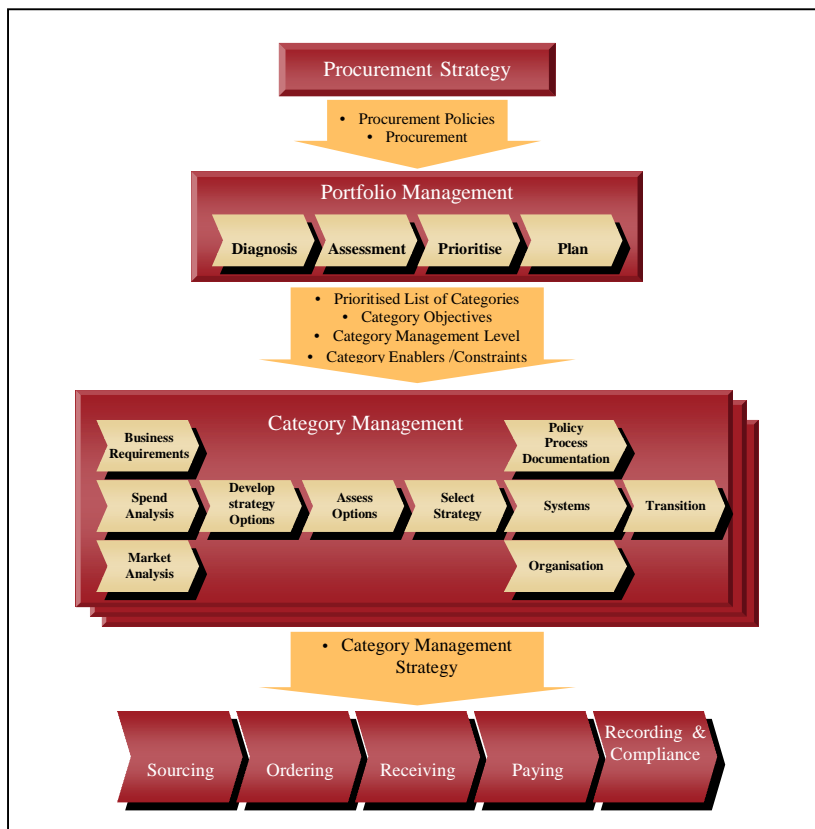 Procurement Strategy
• Procurement Policies
• Procurement
Portfolio Management
Diagnosis
Assessment
Prioritise
Plan
• Prioritised List of Categories
• Category Objectives
• Category Management Level
• Category Enablers /Constraints
Category Management
Business
Requirements
Policy
Process
Documentation
Spend
Analysis
Develop
strategy
Options
Assess
Options
Select
Strategy
Systems
Transition
Market
Analysis
Organisation
• Category Management
Strategy
Sourcing
Ordering
Receiving
Paying
Recording &
Compliance